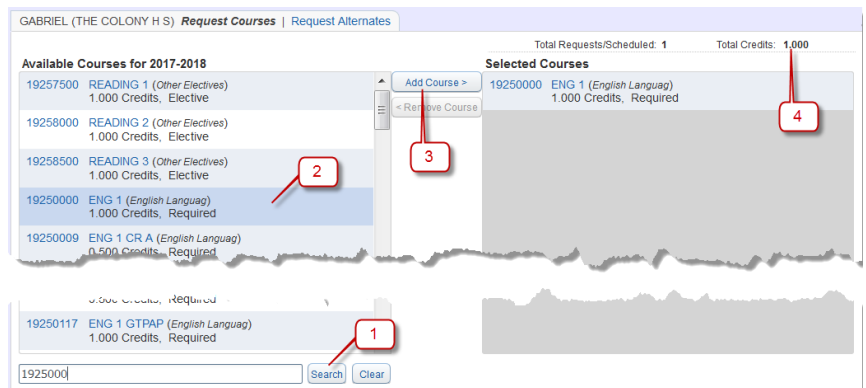 GABRIEL (THE COLONY H S) Request Courses | Request Alternates
Total Requests/Scheduled: 1 Total Credits: 1.000
Available Courses for 2017-2018
Selected Courses
19257500 READING 1 (Other Electives)
1.000 Credits, Elective
19258000 READING 2 (Other Electives)
1.000 Credits, Elective
19258500 READING 3 (Other Electives)
1.000 Credits, Elective
19250000 ENG 1 (English Languag)
1.000 Credits, Required
19250009 ENG 1 CR A (English Languag)
0.500 Credits, Required
0.500 Credits, Required
19250117 ENG 1 GTPAP (English Languag)
1.000 Credits, Required
1925000
Search
Clear
Add Course >
< Remove Course
19250000 ENG 1 (English Languag)
1.000 Credits, Required
1
2
3
4